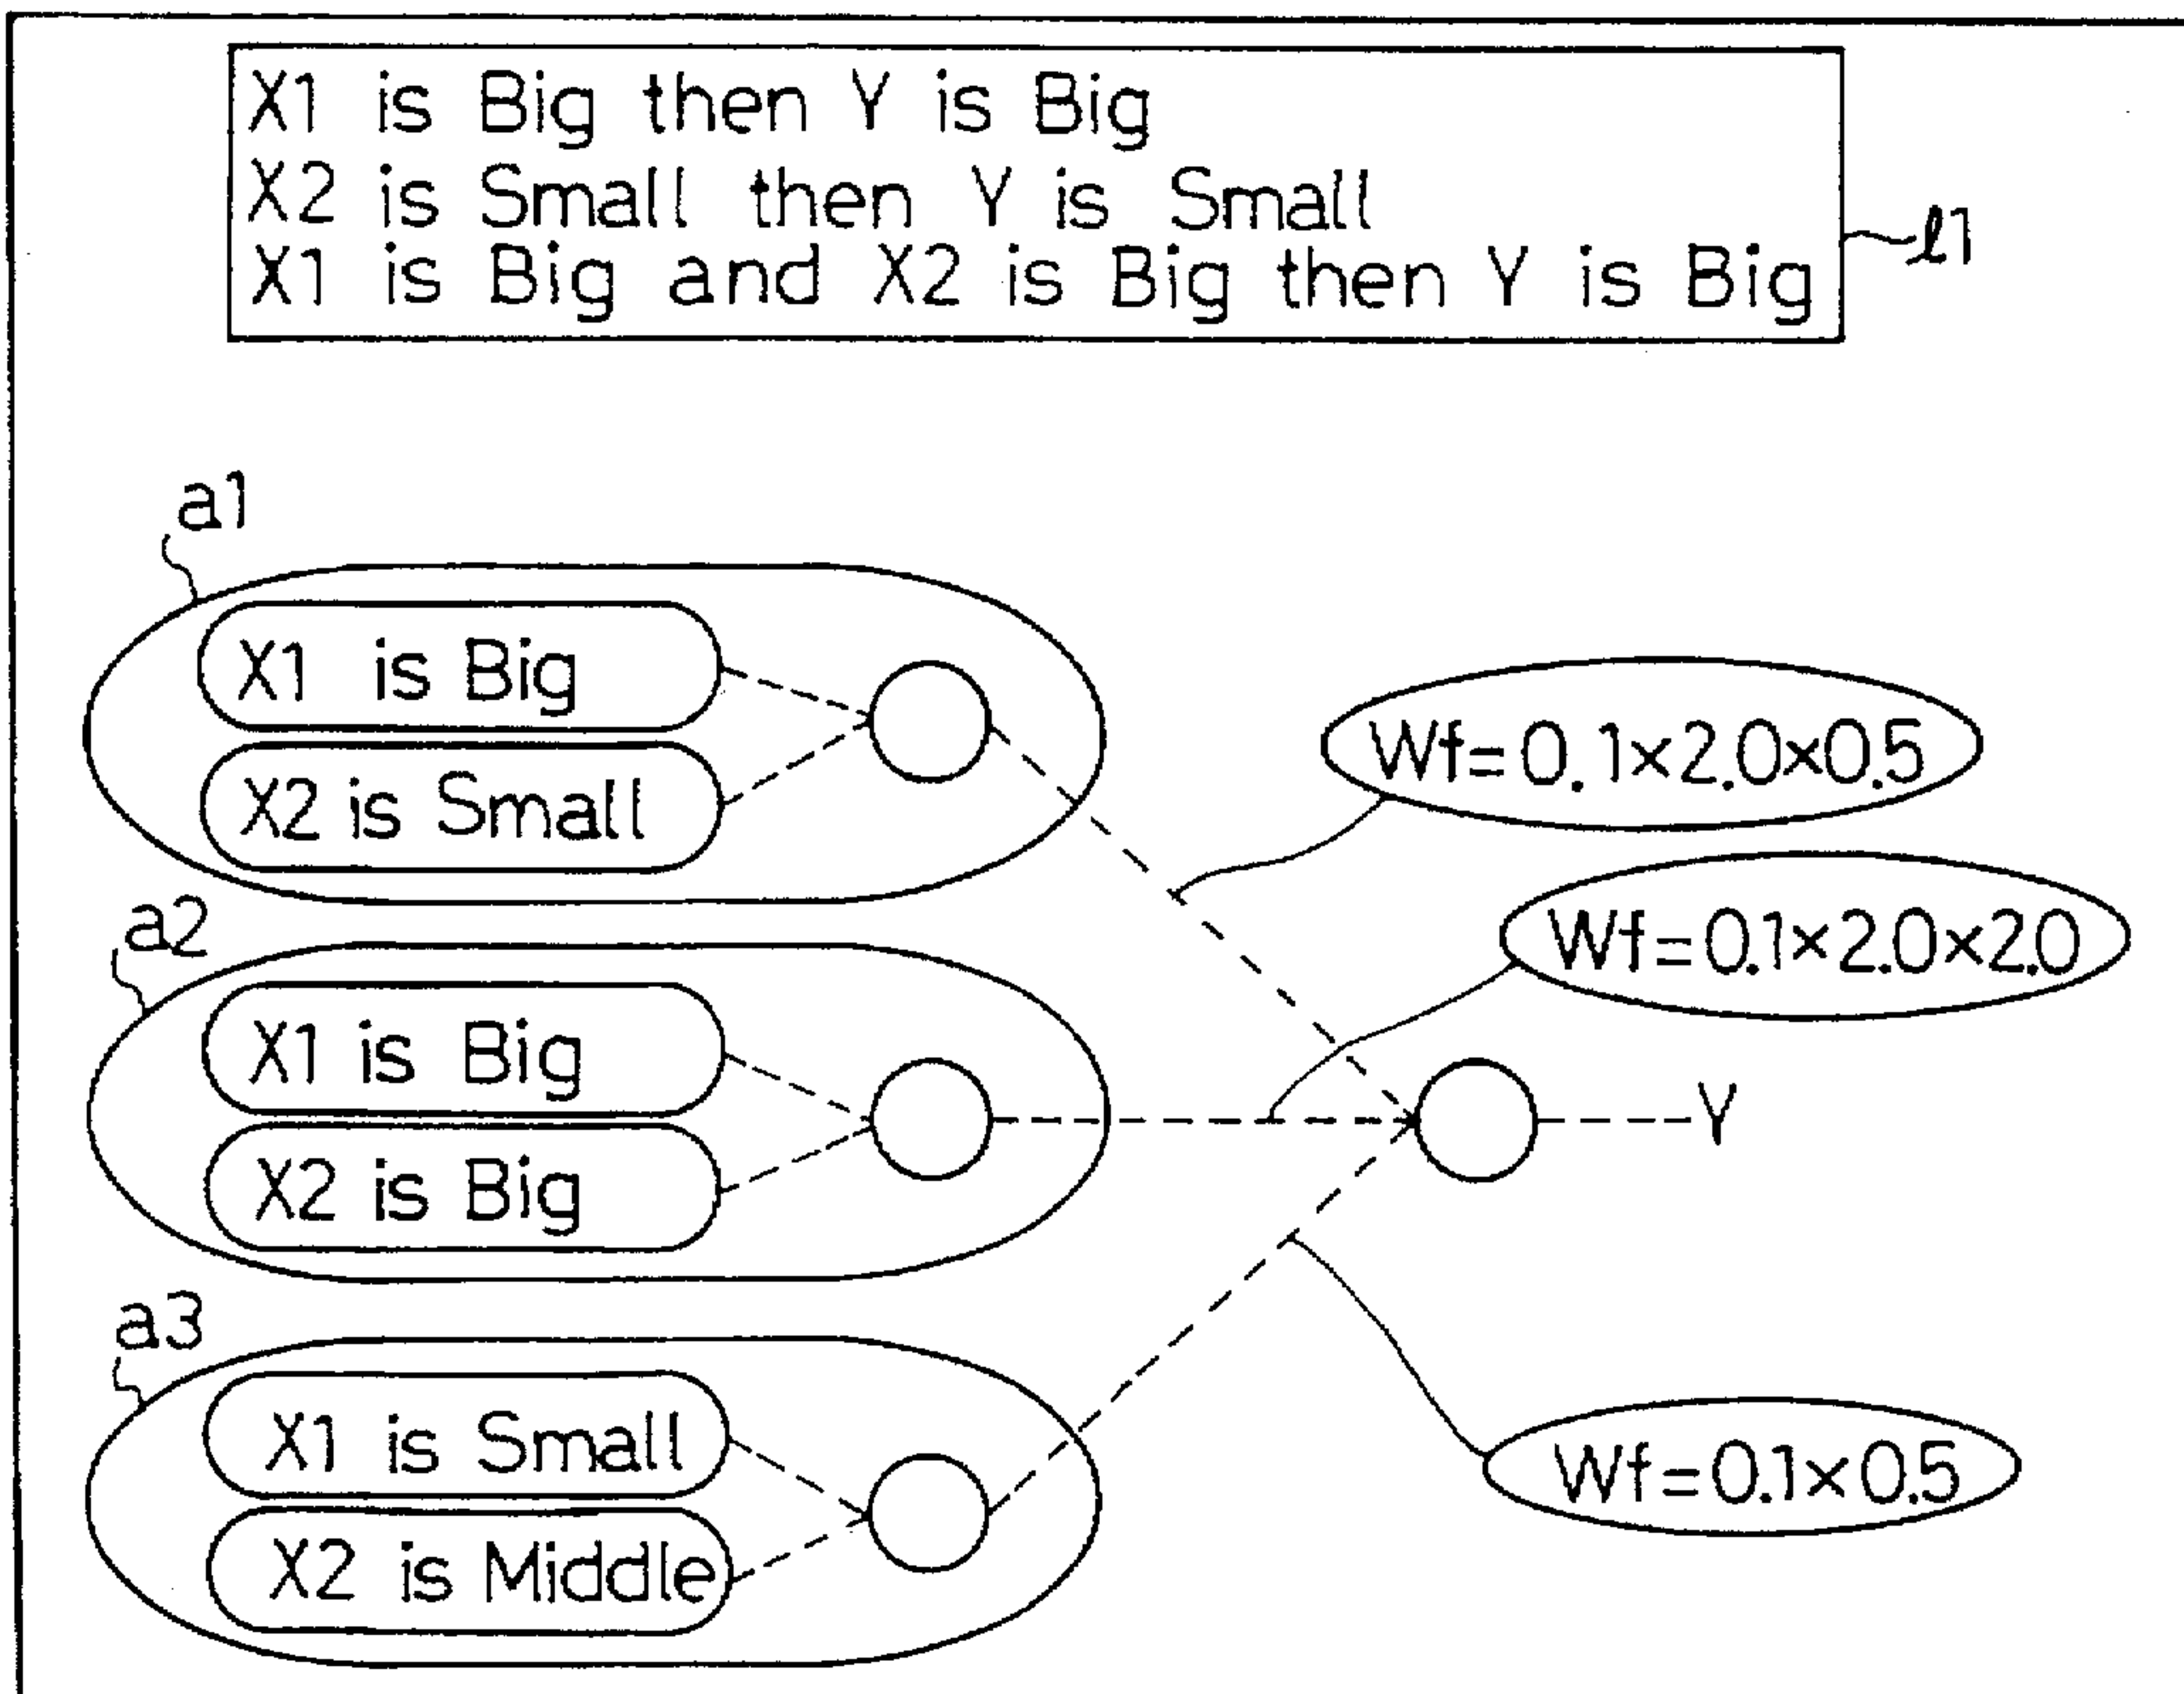 X1 is Big then Y is Big
X2 is Small then Y is Small
X1 is Big and X2 is Big then Y is Big
ℓ1
a1
X1 is Big
X2 is Small
Wf=0.1×2.0×0.5
a2
Wf=0.1×2.0×2.0
X1 is Big
X2 is Big
Y
a3
X1 is Small
X2 is Middle
Wf=0.1×0.5